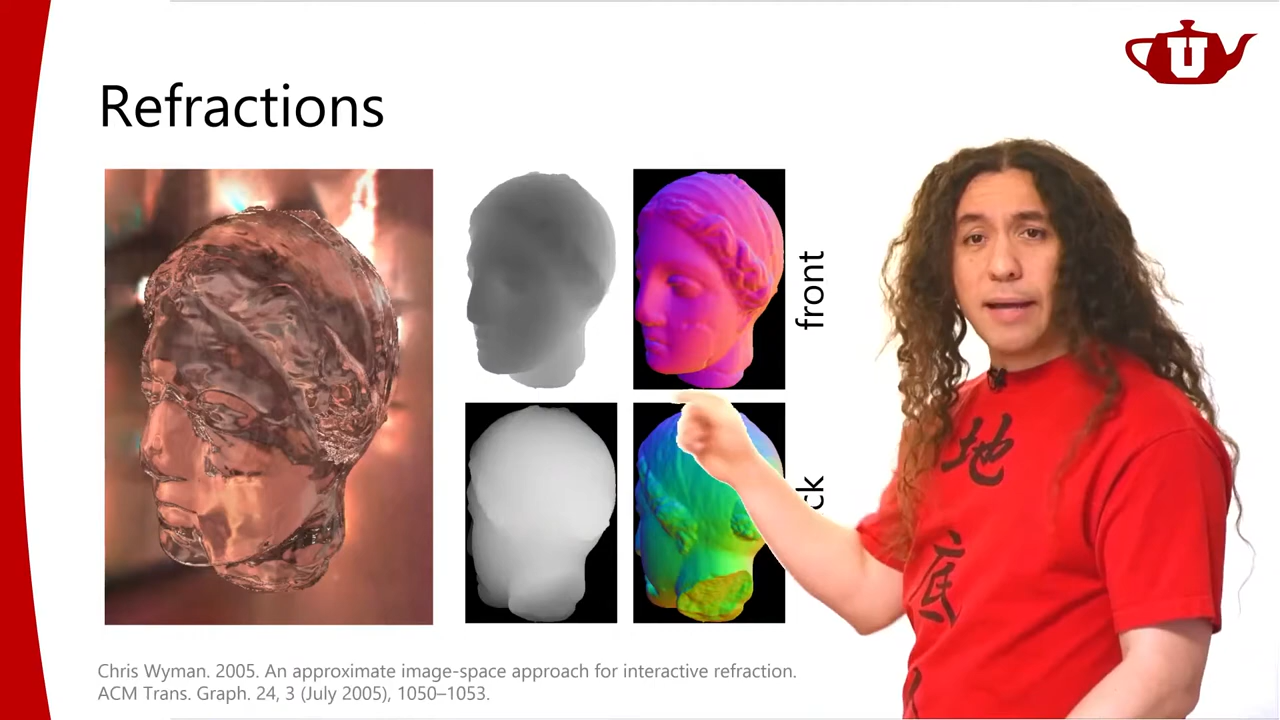 U
Refractions
front
ck
地
底
Chris Wyman. 2005. An approximate image-space approach for interactive refraction.
ACM Trans. Graph. 24, 3 (July 2005), 1050–1053.